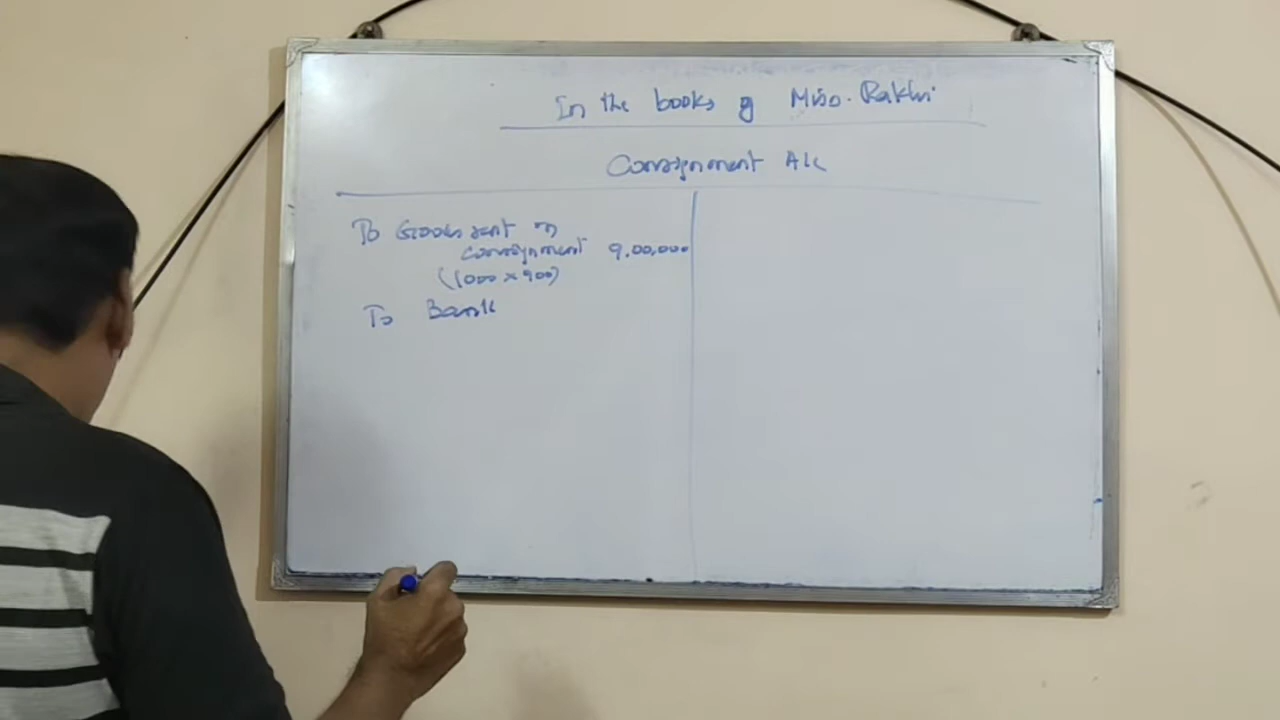 In the books of Miss. Rakhi
Consignment A/c
To Goods sent on
consignment 9,00,000
(1000 x 900)
To Bank